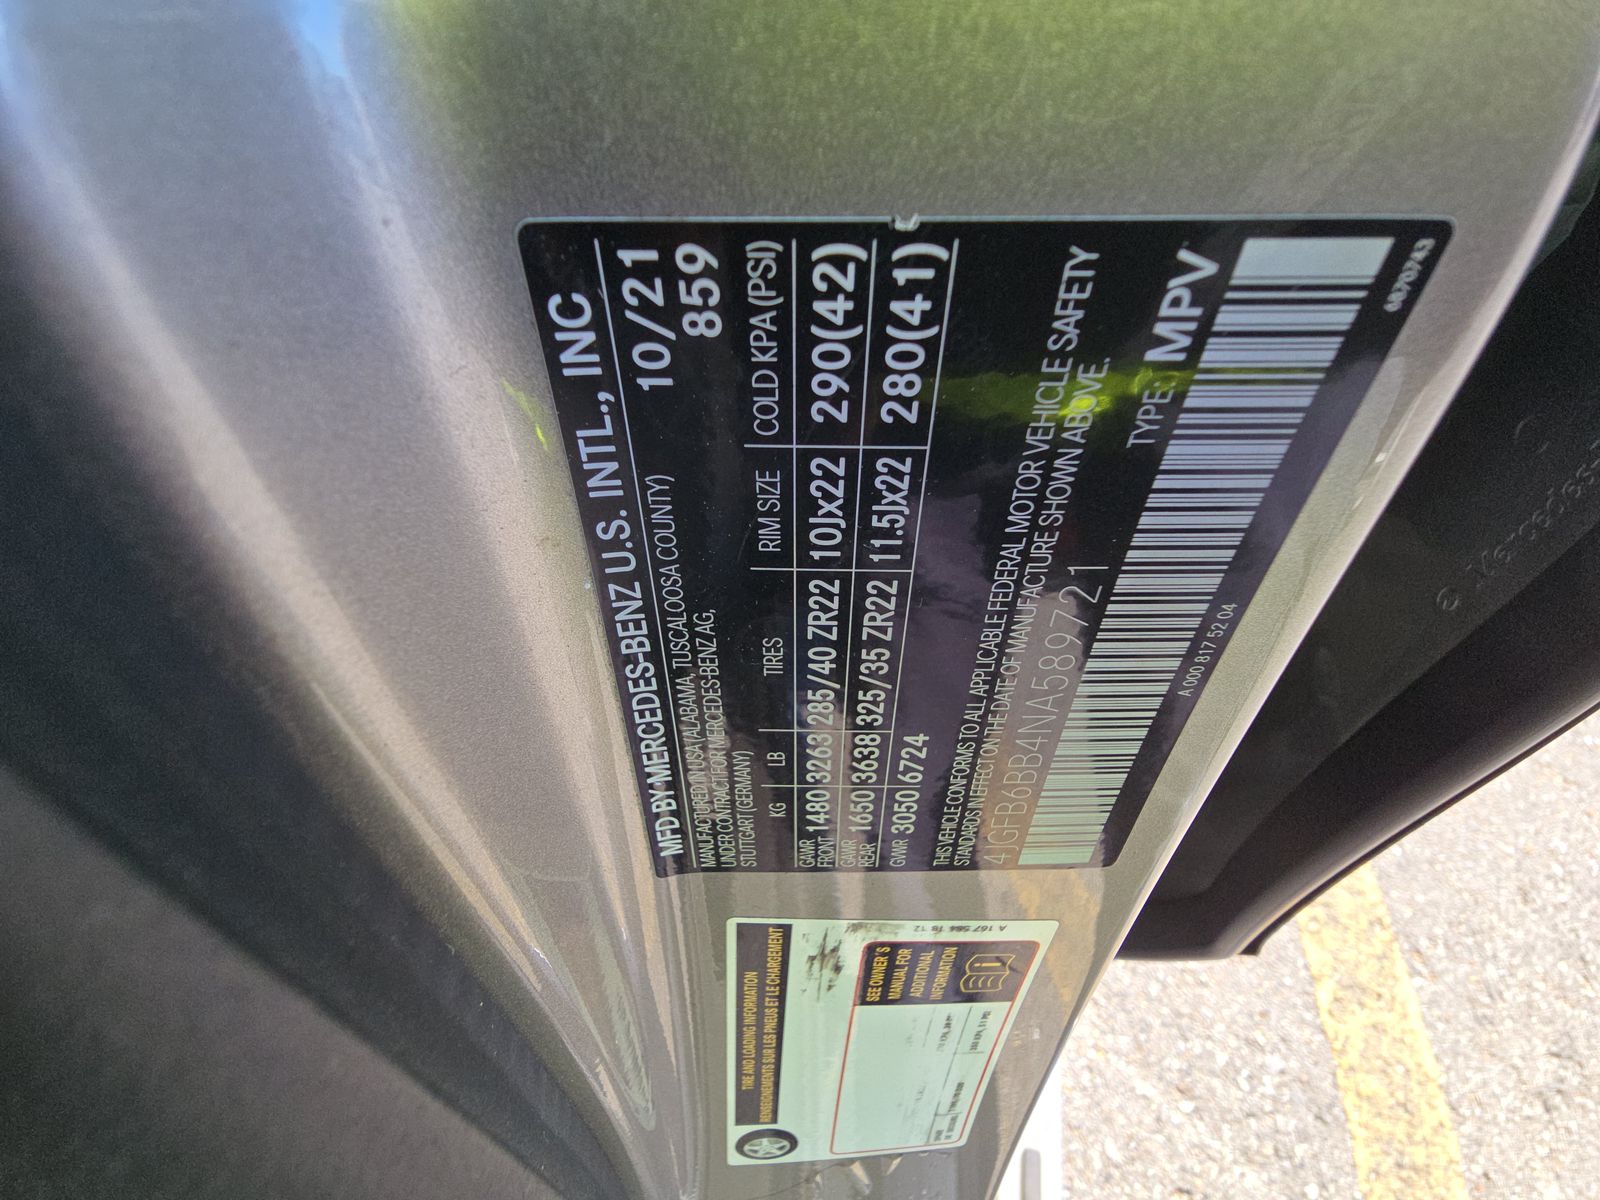 MFD BY MERCEDES-BENZ U.S. INTL., INC
MANUFACTURED IN USA (ALABAMA, TUSCALOOSA COUNTY)
UNDER CONTRACT FOR MERCEDES-BENZ AG,
STUTTGART (GERMANY)
10/21
859
KG LB TIRES RIM SIZE COLD KPA (PSI)
GAWR FRONT 1480 3263 285/40 ZR22 10Jx22 290(42)
GAWR REAR 1650 3638 325/35 ZR22 11.5Jx22 280(41)
GVWR 3050 6724
THIS VEHICLE CONFORMS TO ALL APPLICABLE FEDERAL MOTOR VEHICLE SAFETY
STANDARDS IN EFFECT ON THE DATE OF MANUFACTURE SHOWN ABOVE.
4JGFB6BB4NA589721
TYPE: MPV
A 000 817 52 04
68707
TIRE AND LOADING INFORMATION
RENSEIGNEMENTS SUR LES PNEUS ET LE CHARGEMENT
SEE OWNER'S
MANUAL FOR
ADDITIONAL
INFORMATION
A 167 584 18 12